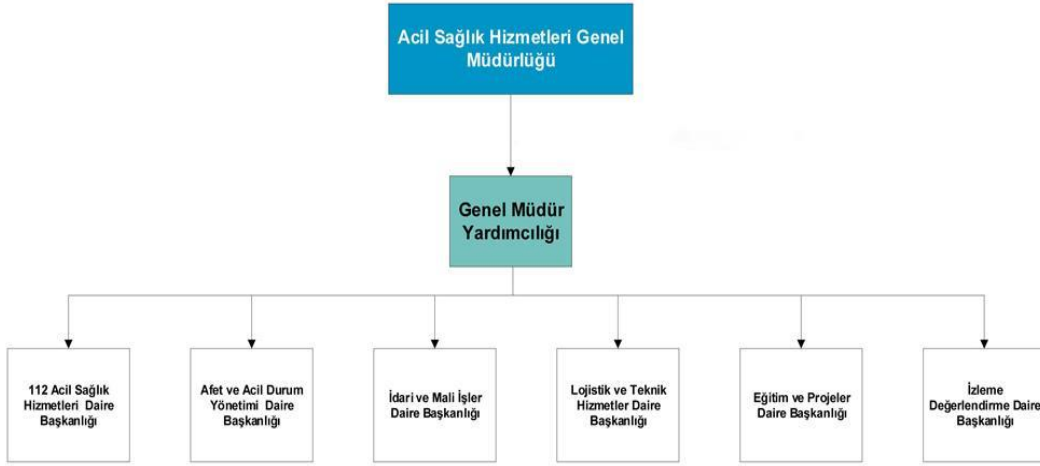 Acil Sağlık Hizmetleri Genel
Müdürlüğü
Genel Müdür
Yardımcılığı
112 Acil Sağlık
Hizmetleri Daire
Başkanlığı
Afet ve Acil Durum
Yönetimi Daire
Başkanlığı
İdari ve Mali İşler
Daire Başkanlığı
Lojistik ve Teknik
Hizmetler Daire
Başkanlığı
Eğitim ve Projeler
Daire Başkanlığı
İzleme
Değerlendirme Daire
Başkanlığı